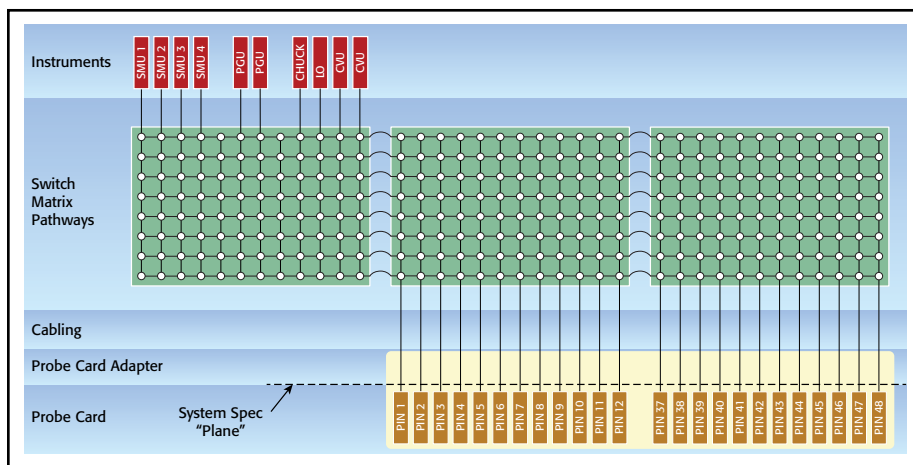 Instruments
SMU 1
SMU 2
SMU 3
SMU 4
PGU
PGU
CHUCK
LO
CVU
CVU
Switch
Matrix
Pathways
Cabling
Probe Card Adapter
System Spec
“Plane”
Probe Card
PIN 1
PIN 2
PIN 3
PIN 4
PIN 5
PIN 6
PIN 7
PIN 8
PIN 9
PIN 10
PIN 11
PIN 12
PIN 37
PIN 38
PIN 39
PIN 40
PIN 41
PIN 42
PIN 43
PIN 44
PIN 45
PIN 46
PIN 47
PIN 48